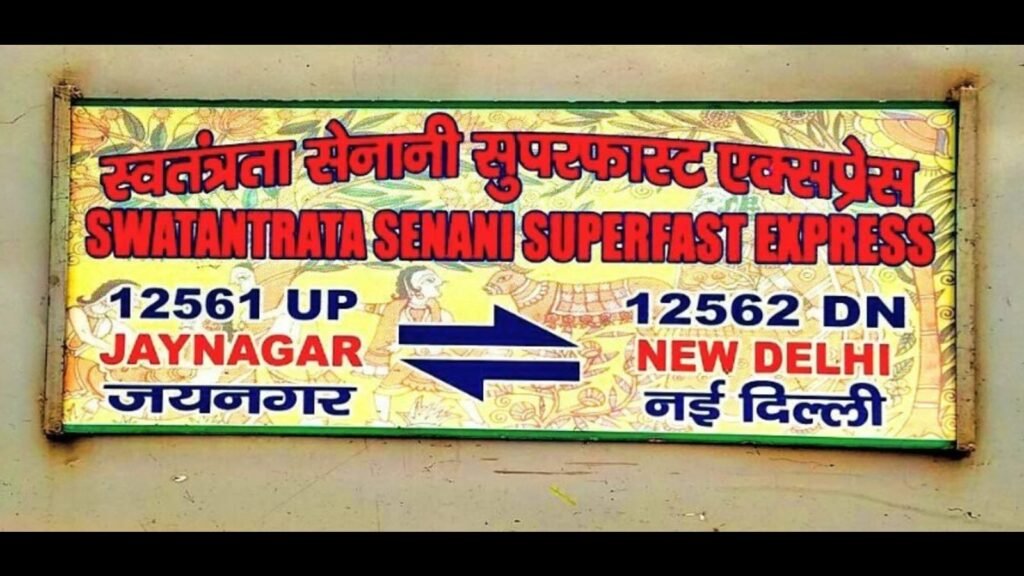 स्वतंत्रता सेनानी सुपरफास्ट एक्सप्रेस
SWATANTRATA SENANI SUPERFAST EXPRESS
12561 UP
JAYNAGAR
जयनगर
12562 DN
NEW DELHI
नई दिल्ली